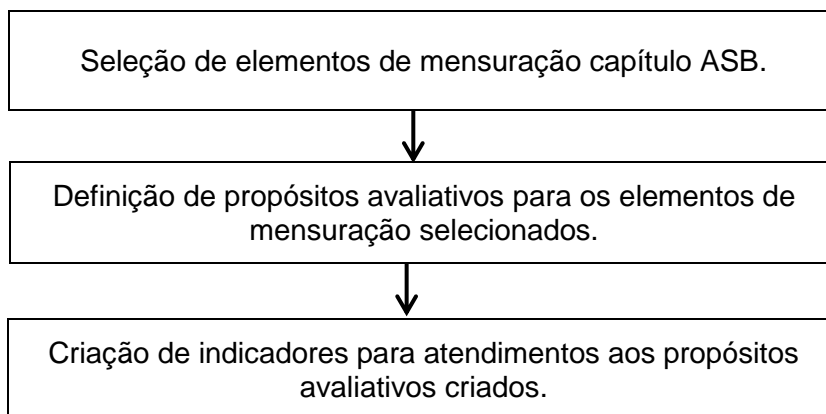 Seleção de elementos de mensuração capítulo ASB.
Definição de propósitos avaliativos para os elementos de
mensuração selecionados.
Criação de indicadores para atendimentos aos propósitos
avaliativos criados.